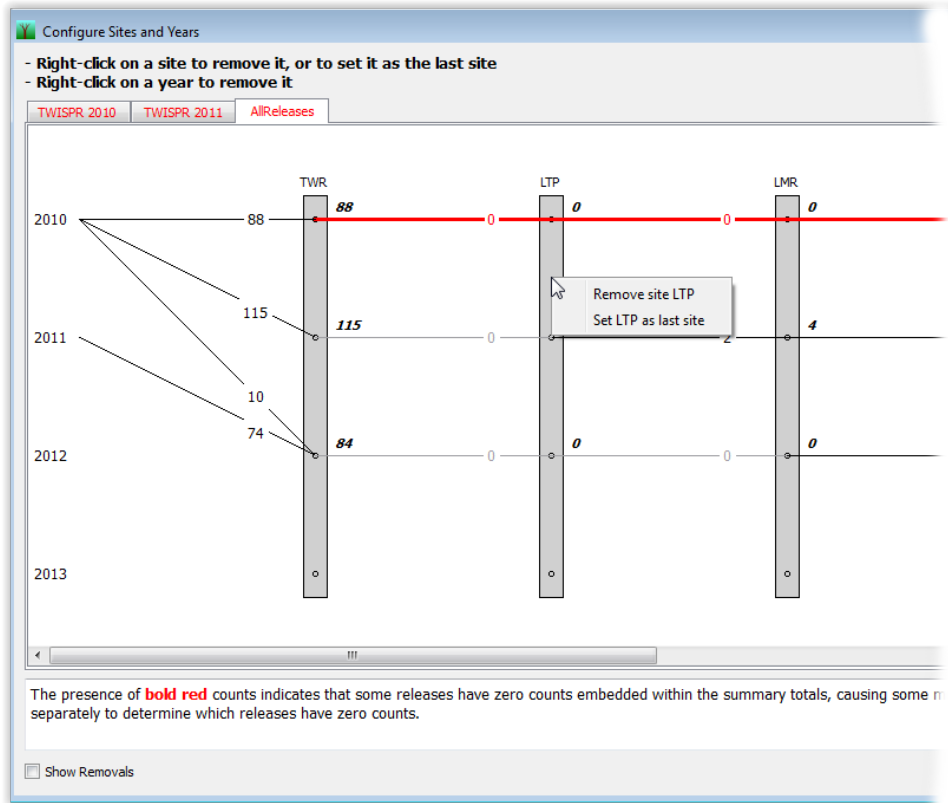 Configure Sites and Years
- Right-click on a site to remove it, or to set it as the last site
- Right-click on a year to remove it
TWISPR 2010 TWISPR 2011 AllReleases
TWR LTP LMR
2010 88 88 0 0 0 0
115
2011 115 0 4
10
74
2012 84 0 0 0 0
2013
Remove site LTP
Set LTP as last site
The presence of bold red counts indicates that some releases have zero counts embedded within the summary totals, causing some
separately to determine which releases have zero counts.
Show Removals